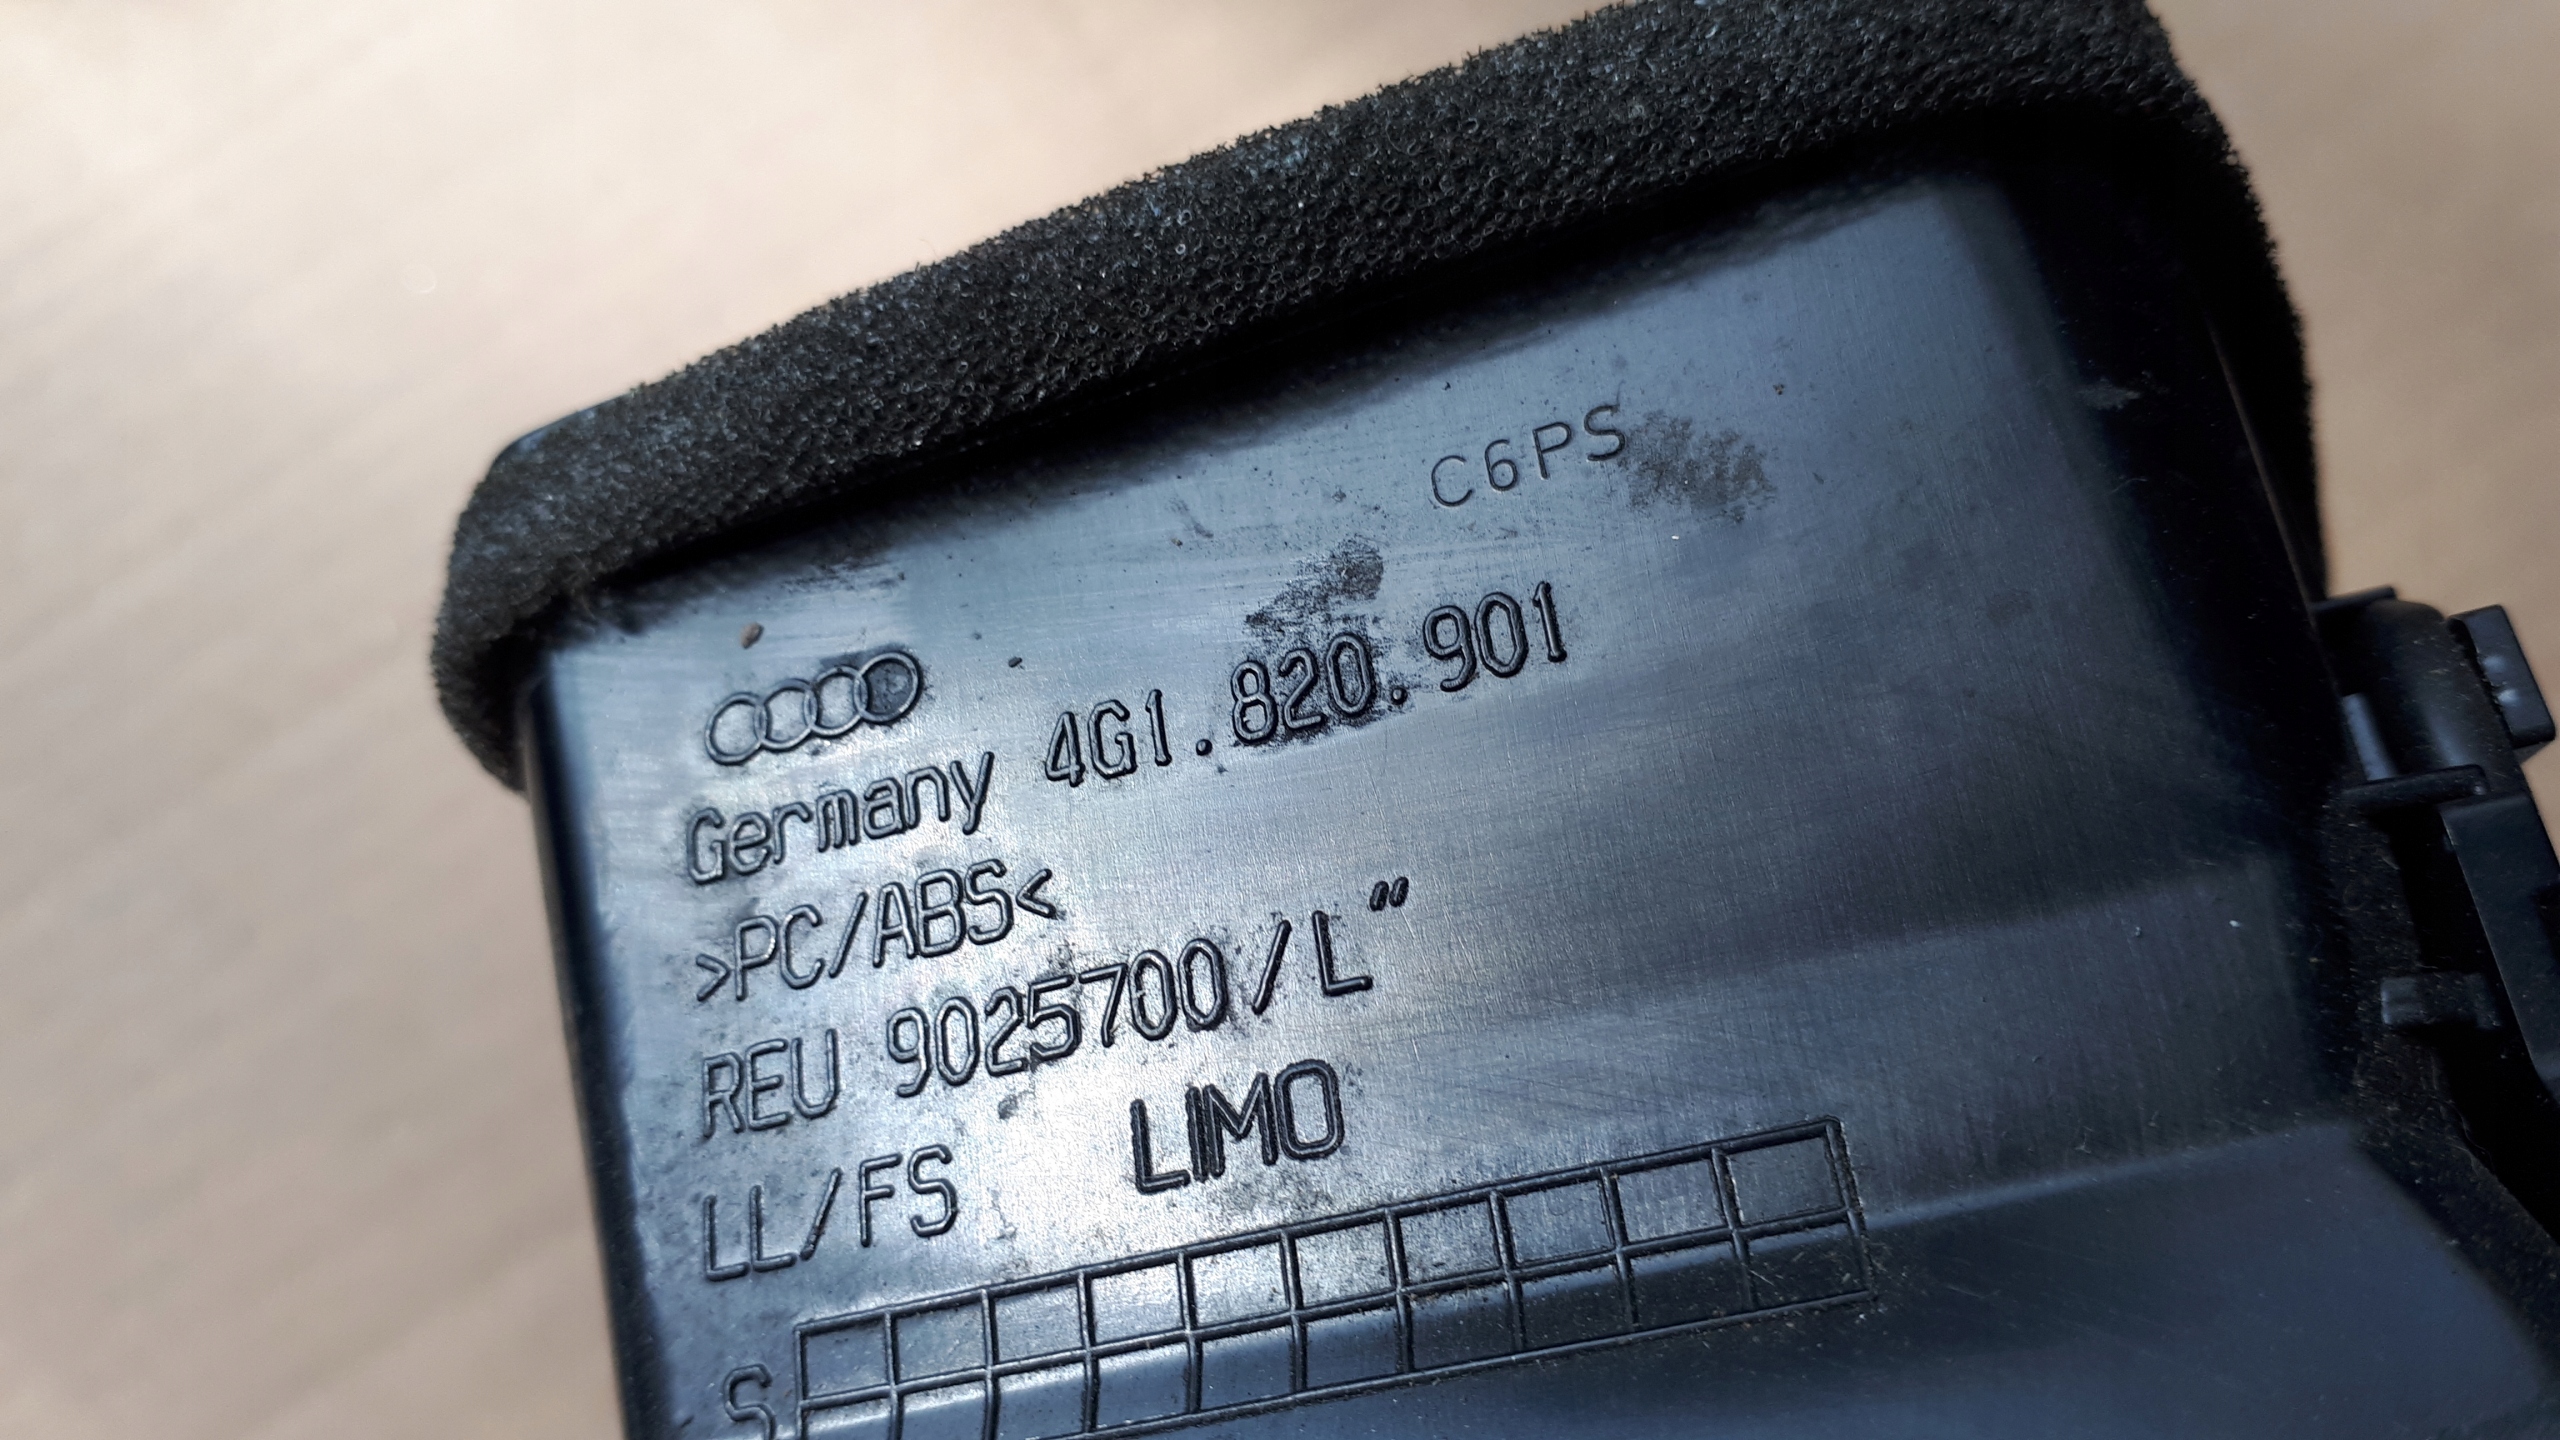 C6PS
Germany 4G1.820.901
>PC/ABS<
REU 9025700/L"
LL/FS LIMO
S